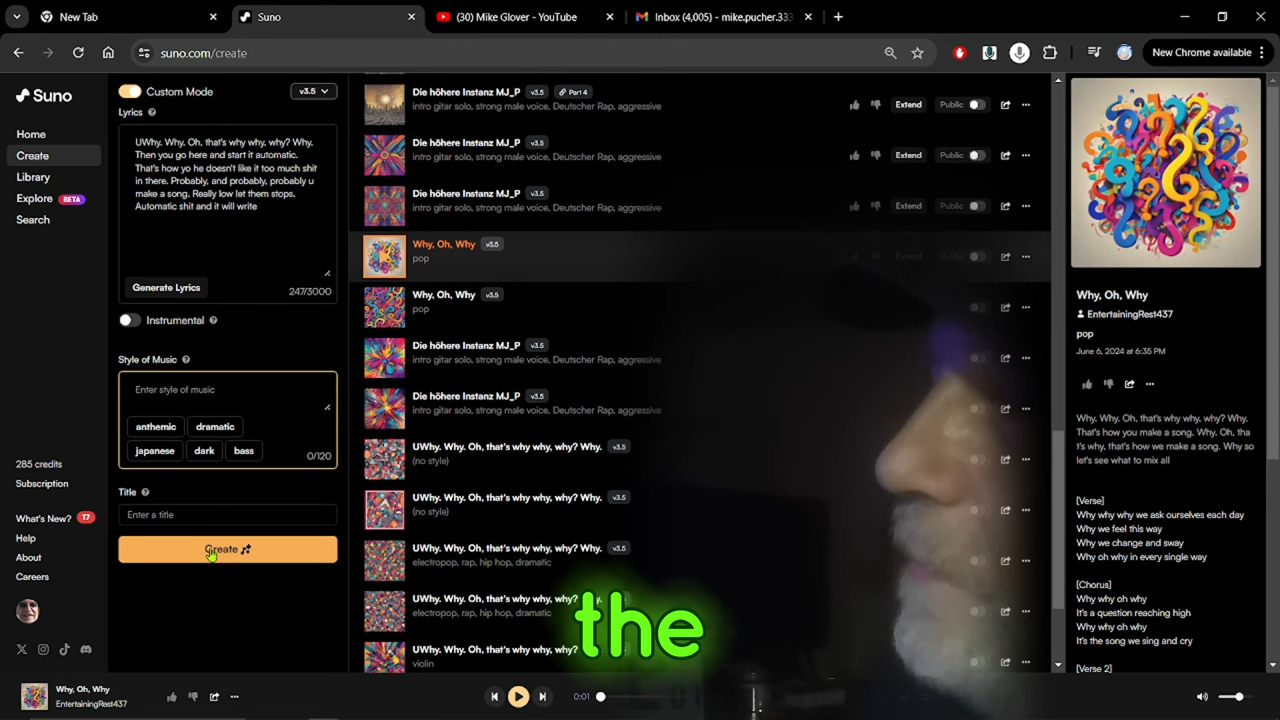 New Tab
Suno
(30) Mike Glover - YouTube
Inbox (4,005) - mike.pucher.333
suno.com/create
New Chrome available
Suno
Home
Create
Library
Explore BETA
Search
285 credits
Subscription
What's New? 17
Help
About
Careers
Custom Mode
v3.5
Lyrics
UWhy. Why. Oh, that's why why, why? Why.
Then you go here and start it automatic.
That's how yo he doesn't like it too much shit
in there. Probably, and probably, probably u
make a song. Really low let them stops.
Automatic shit and it will write
Generate Lyrics
247/3000
Instrumental
Style of Music
Enter style of music
anthemic
dramatic
japanese
dark
bass
0/120
Title
Enter a title
Create
Die höhere Instanz MJ_P v3.5 Part 4
intro gitar solo, strong male voice, Deutscher Rap, aggressive
Extend Public
Die höhere Instanz MJ_P v3.5
intro gitar solo, strong male voice, Deutscher Rap, aggressive
Extend Public
Die höhere Instanz MJ_P v3.5
intro gitar solo, strong male voice, Deutscher Rap, aggressive
Extend Public
Why, Oh, Why v3.5
pop
Extend Public
Why, Oh, Why v3.5
pop
Die höhere Instanz MJ_P v3.5
intro gitar solo, strong male voice, Deutscher Rap, aggressive
Die höhere Instanz MJ_P v3.5
intro gitar solo, strong male voice, Deutscher Rap, aggressive
UWhy. Why. Oh, that's why why, why? Why. v3.5
(no style)
UWhy. Why. Oh, that's why why, why? Why. v3.5
(no style)
UWhy. Why. Oh, that's why why, why? Why. v3.5
electropop, rap, hip hop, dramatic
UWhy. Why. Oh, that's why why, why?
electropop, rap, hip hop, dramatic
UWhy. Why. Oh, that's why why, why? Why. v3.5
violin
the
Why, Oh, Why
EntertainingRest437
pop
June 6, 2024 at 6:35 PM
Why. Why. Oh, that's why why, why? Why.
That's how you make a song. Why, Oh, tha
t's why, that's how we make a song. Why so
let's see what to mix all
[Verse]
Why why why we ask ourselves each day
Why we feel this way
Why we change and sway
Why oh why in every single way
[Chorus]
Why why oh why
It's a question reaching high
Why why oh why
It's the song we sing and cry
[Verse 2]
Why, Oh, Why
EntertainingRest437
0:01